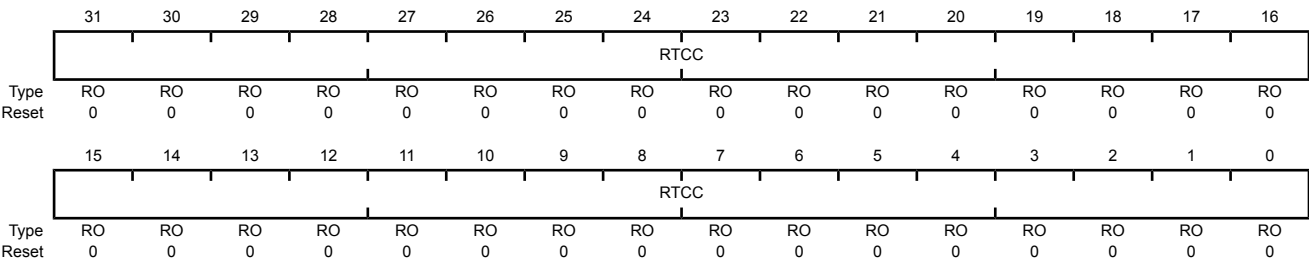 31 30 29 28 27 26 25 24 23 22 21 20 19 18 17 16
RTCC
Type RO RO RO RO RO RO RO RO RO RO RO RO RO RO RO RO
Reset 0 0 0 0 0 0 0 0 0 0 0 0 0 0 0 0
15 14 13 12 11 10 9 8 7 6 5 4 3 2 1 0
RTCC
Type RO RO RO RO RO RO RO RO RO RO RO RO RO RO RO RO
Reset 0 0 0 0 0 0 0 0 0 0 0 0 0 0 0 0